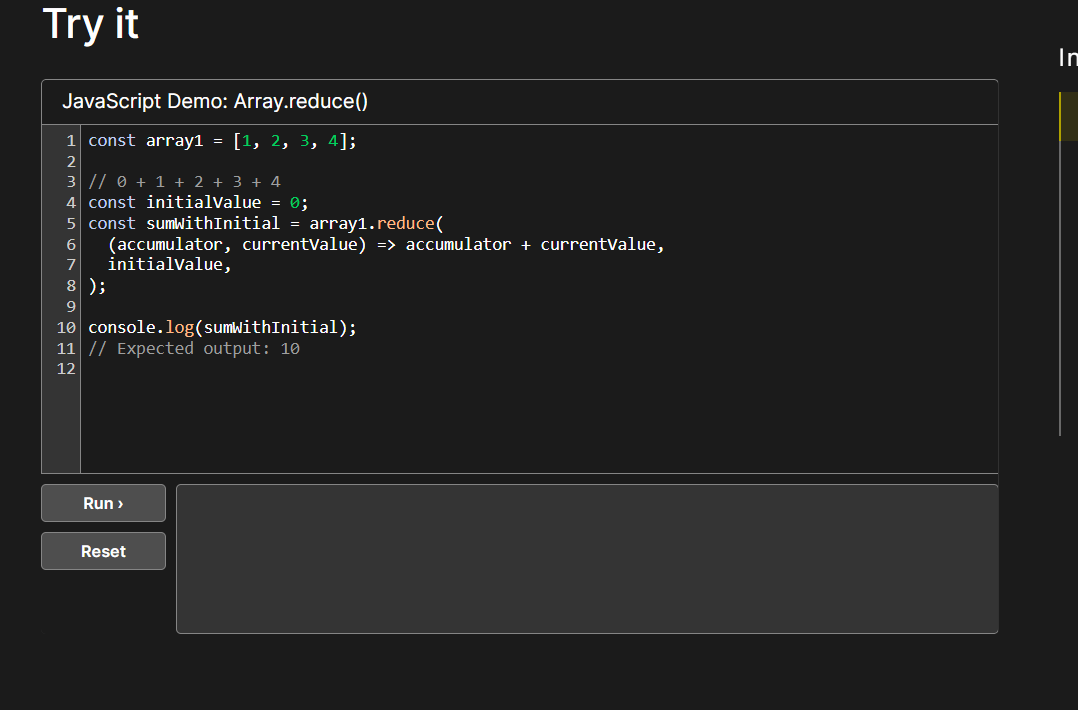 Try it
In
JavaScript Demo: Array.reduce()
1 const array1 = [1, 2, 3, 4];
2
3 // 0 + 1 + 2 + 3 + 4
4 const initialValue = 0;
5 const sumWithInitial = array1.reduce(
6   (accumulator, currentValue) => accumulator + currentValue,
7   initialValue,
8 );
9
10 console.log(sumWithInitial);
11 // Expected output: 10
12
Run ›
Reset